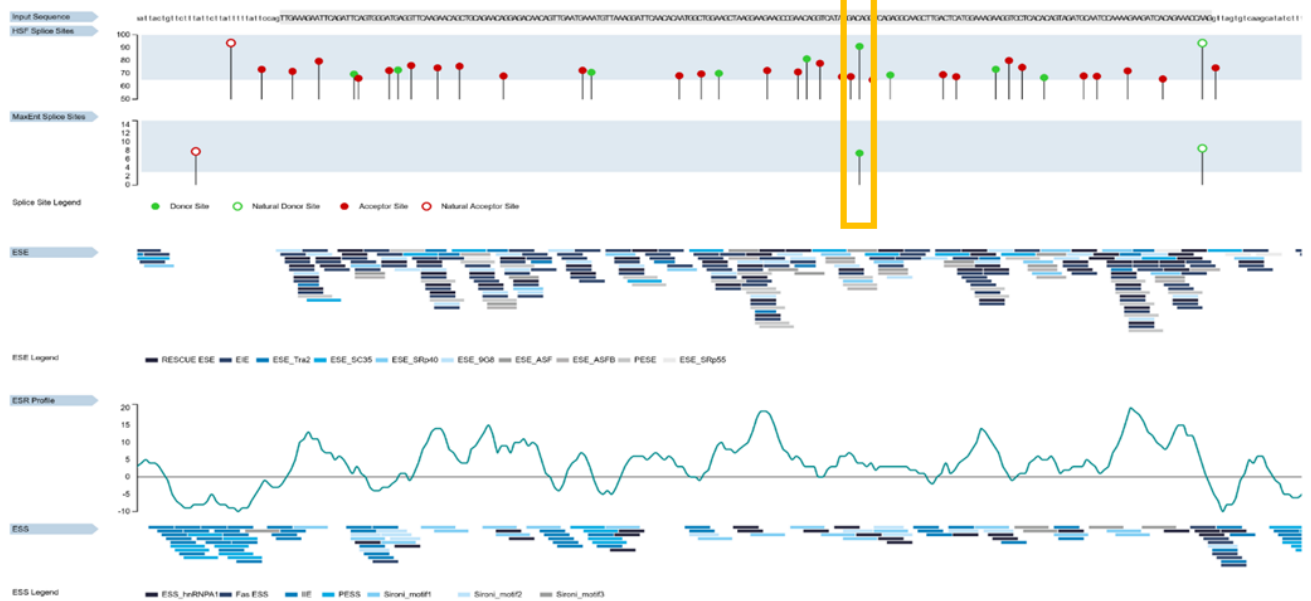 Input Sequence
HSF Splice Sites
100
90
80
70
60
50
MaxEnt Splice Sites
14
12
10
8
6
4
2
0
Splice Site Legend Donor Site Natural Donor Site Acceptor Site Natural Acceptor Site
ESE
ESE Legend RESCUE ESE EIE ESE_Tra2 ESE_SC35 ESE_SRp40 ESE_9G8 ESE_ASF ESE_ASFB PESE ESE_SRp55
ESR Profile
20
15
10
5
0
-5
-10
ESS
ESS Legend ESS_hnRNPA1 Fas ESS IIE PESS Sironi_motif1 Sironi_motif2 Sironi_motif3